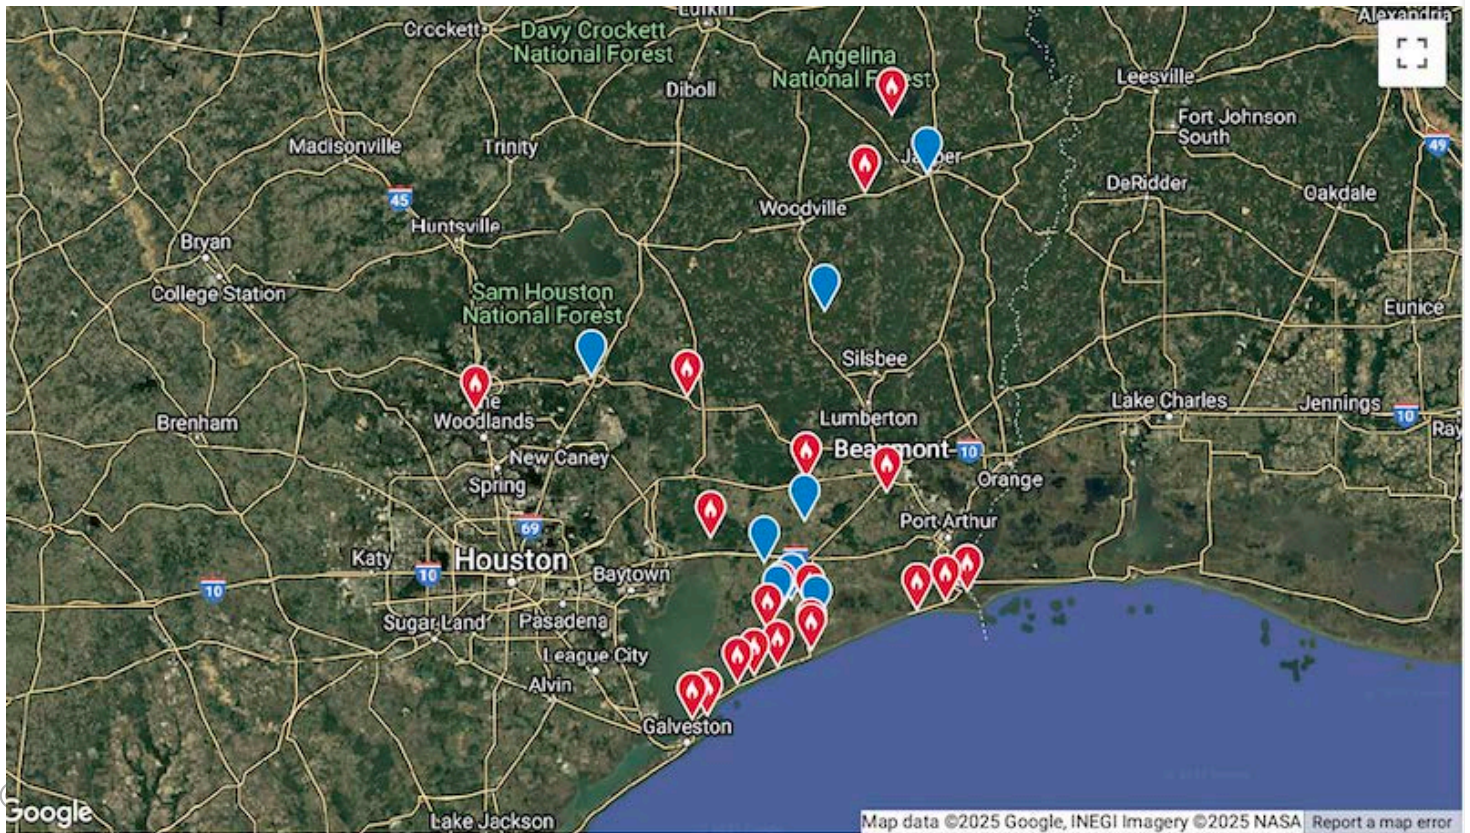 Lufkin
Alexandria
Crockett
Davy Crockett
National Forest
Angelina
National Forest
Leesville
Diboll
Fort Johnson
South
49
Madisonville
Trinity
Jasper
45
DeRidder
Oakdale
Woodville
Huntsville
Bryan
College Station
Sam Houston
National Forest
Eunice
Silsbee
The
Woodlands
Lake Charles
Jennings
10
Brenham
Lumberton
Ray
Beaumont
10
New Caney
Spring
Orange
69
Port Arthur
Katy
Houston
10
Baytown
10
Sugar Land
Pasadena
League City
Alvin
Galveston
Google
Lake Jackson
Map data ©2025 Google, INEGI Imagery ©2025 NASA
Report a map error